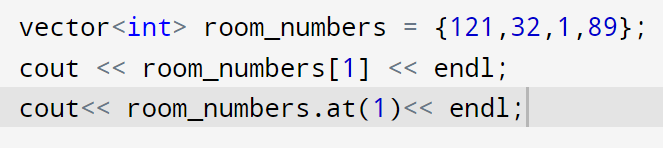 vector<int> room_numbers = {121,32,1,89};
cout << room_numbers[1] << endl;
cout<< room_numbers.at(1)<< endl;